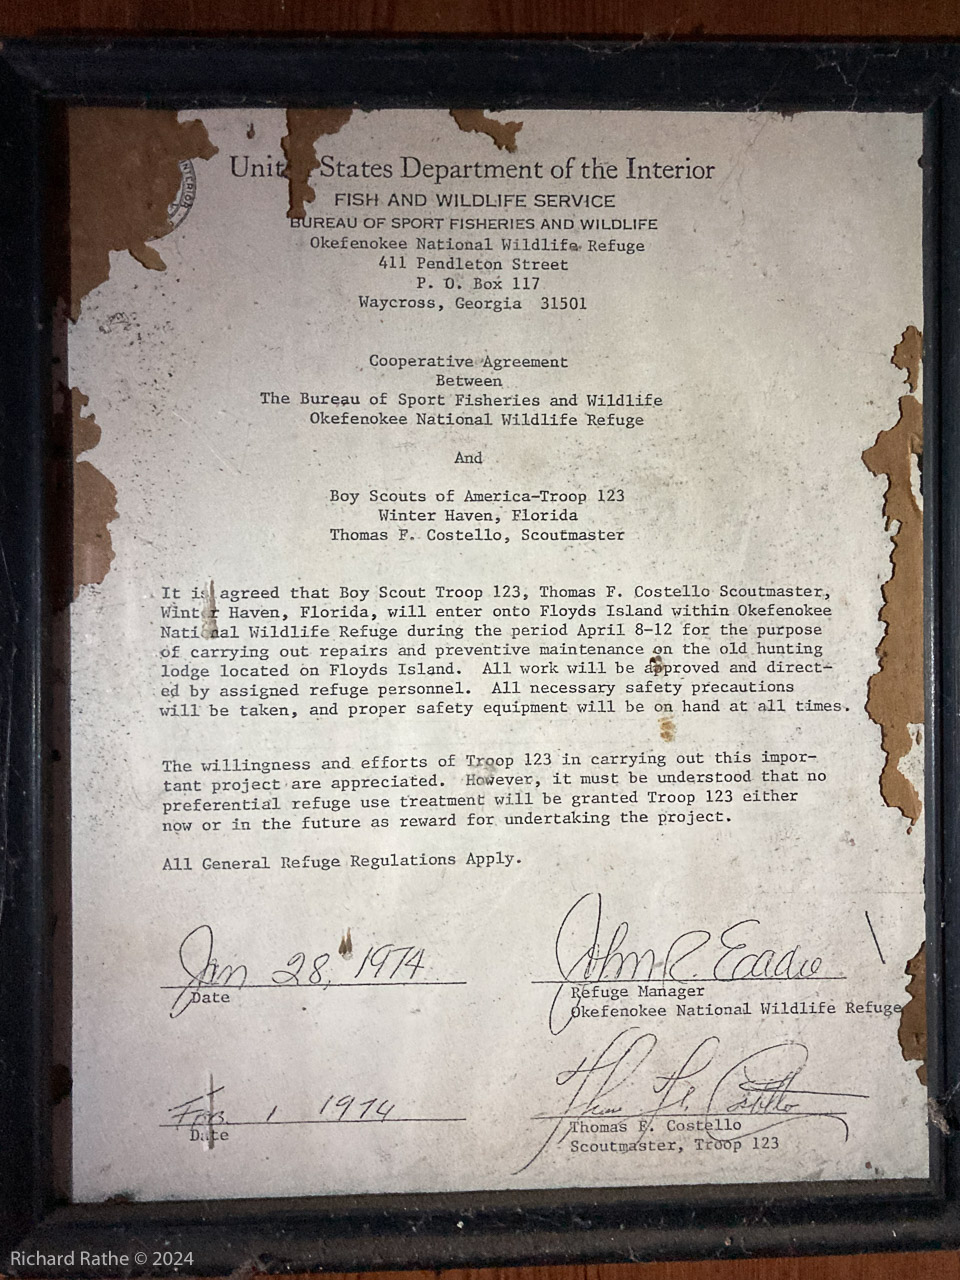 INTERIOR
United States Department of the Interior
FISH AND WILDLIFE SERVICE
BUREAU OF SPORT FISHERIES AND WILDLIFE
Okefenokee National Wildlife Refuge
411 Pendleton Street
P. O. Box 117
Waycross, Georgia 31501
Cooperative Agreement
Between
The Bureau of Sport Fisheries and Wildlife
Okefenokee National Wildlife Refuge
And
Boy Scouts of America-Troop 123
Winter Haven, Florida
Thomas F. Costello, Scoutmaster
It is agreed that Boy Scout Troop 123, Thomas F. Costello Scoutmaster,
Winter Haven, Florida, will enter onto Floyds Island within Okefenokee
National Wildlife Refuge during the period April 8-12 for the purpose
of carrying out repairs and preventive maintenance on the old hunting
lodge located on Floyds Island. All work will be approved and direct-
ed by assigned refuge personnel. All necessary safety precautions
will be taken, and proper safety equipment will be on hand at all times.
The willingness and efforts of Troop 123 in carrying out this impor-
tant project are appreciated. However, it must be understood that no
preferential refuge use treatment will be granted Troop 123 either
now or in the future as reward for undertaking the project.
All General Refuge Regulations Apply.
Jan 28, 1974 John R. Eadie
Date Refuge Manager
Okefenokee National Wildlife Refuge
Feb. 1 1974 Thomas F. Costello
Date Thomas F. Costello
Scoutmaster, Troop 123
Richard Rathe © 2024